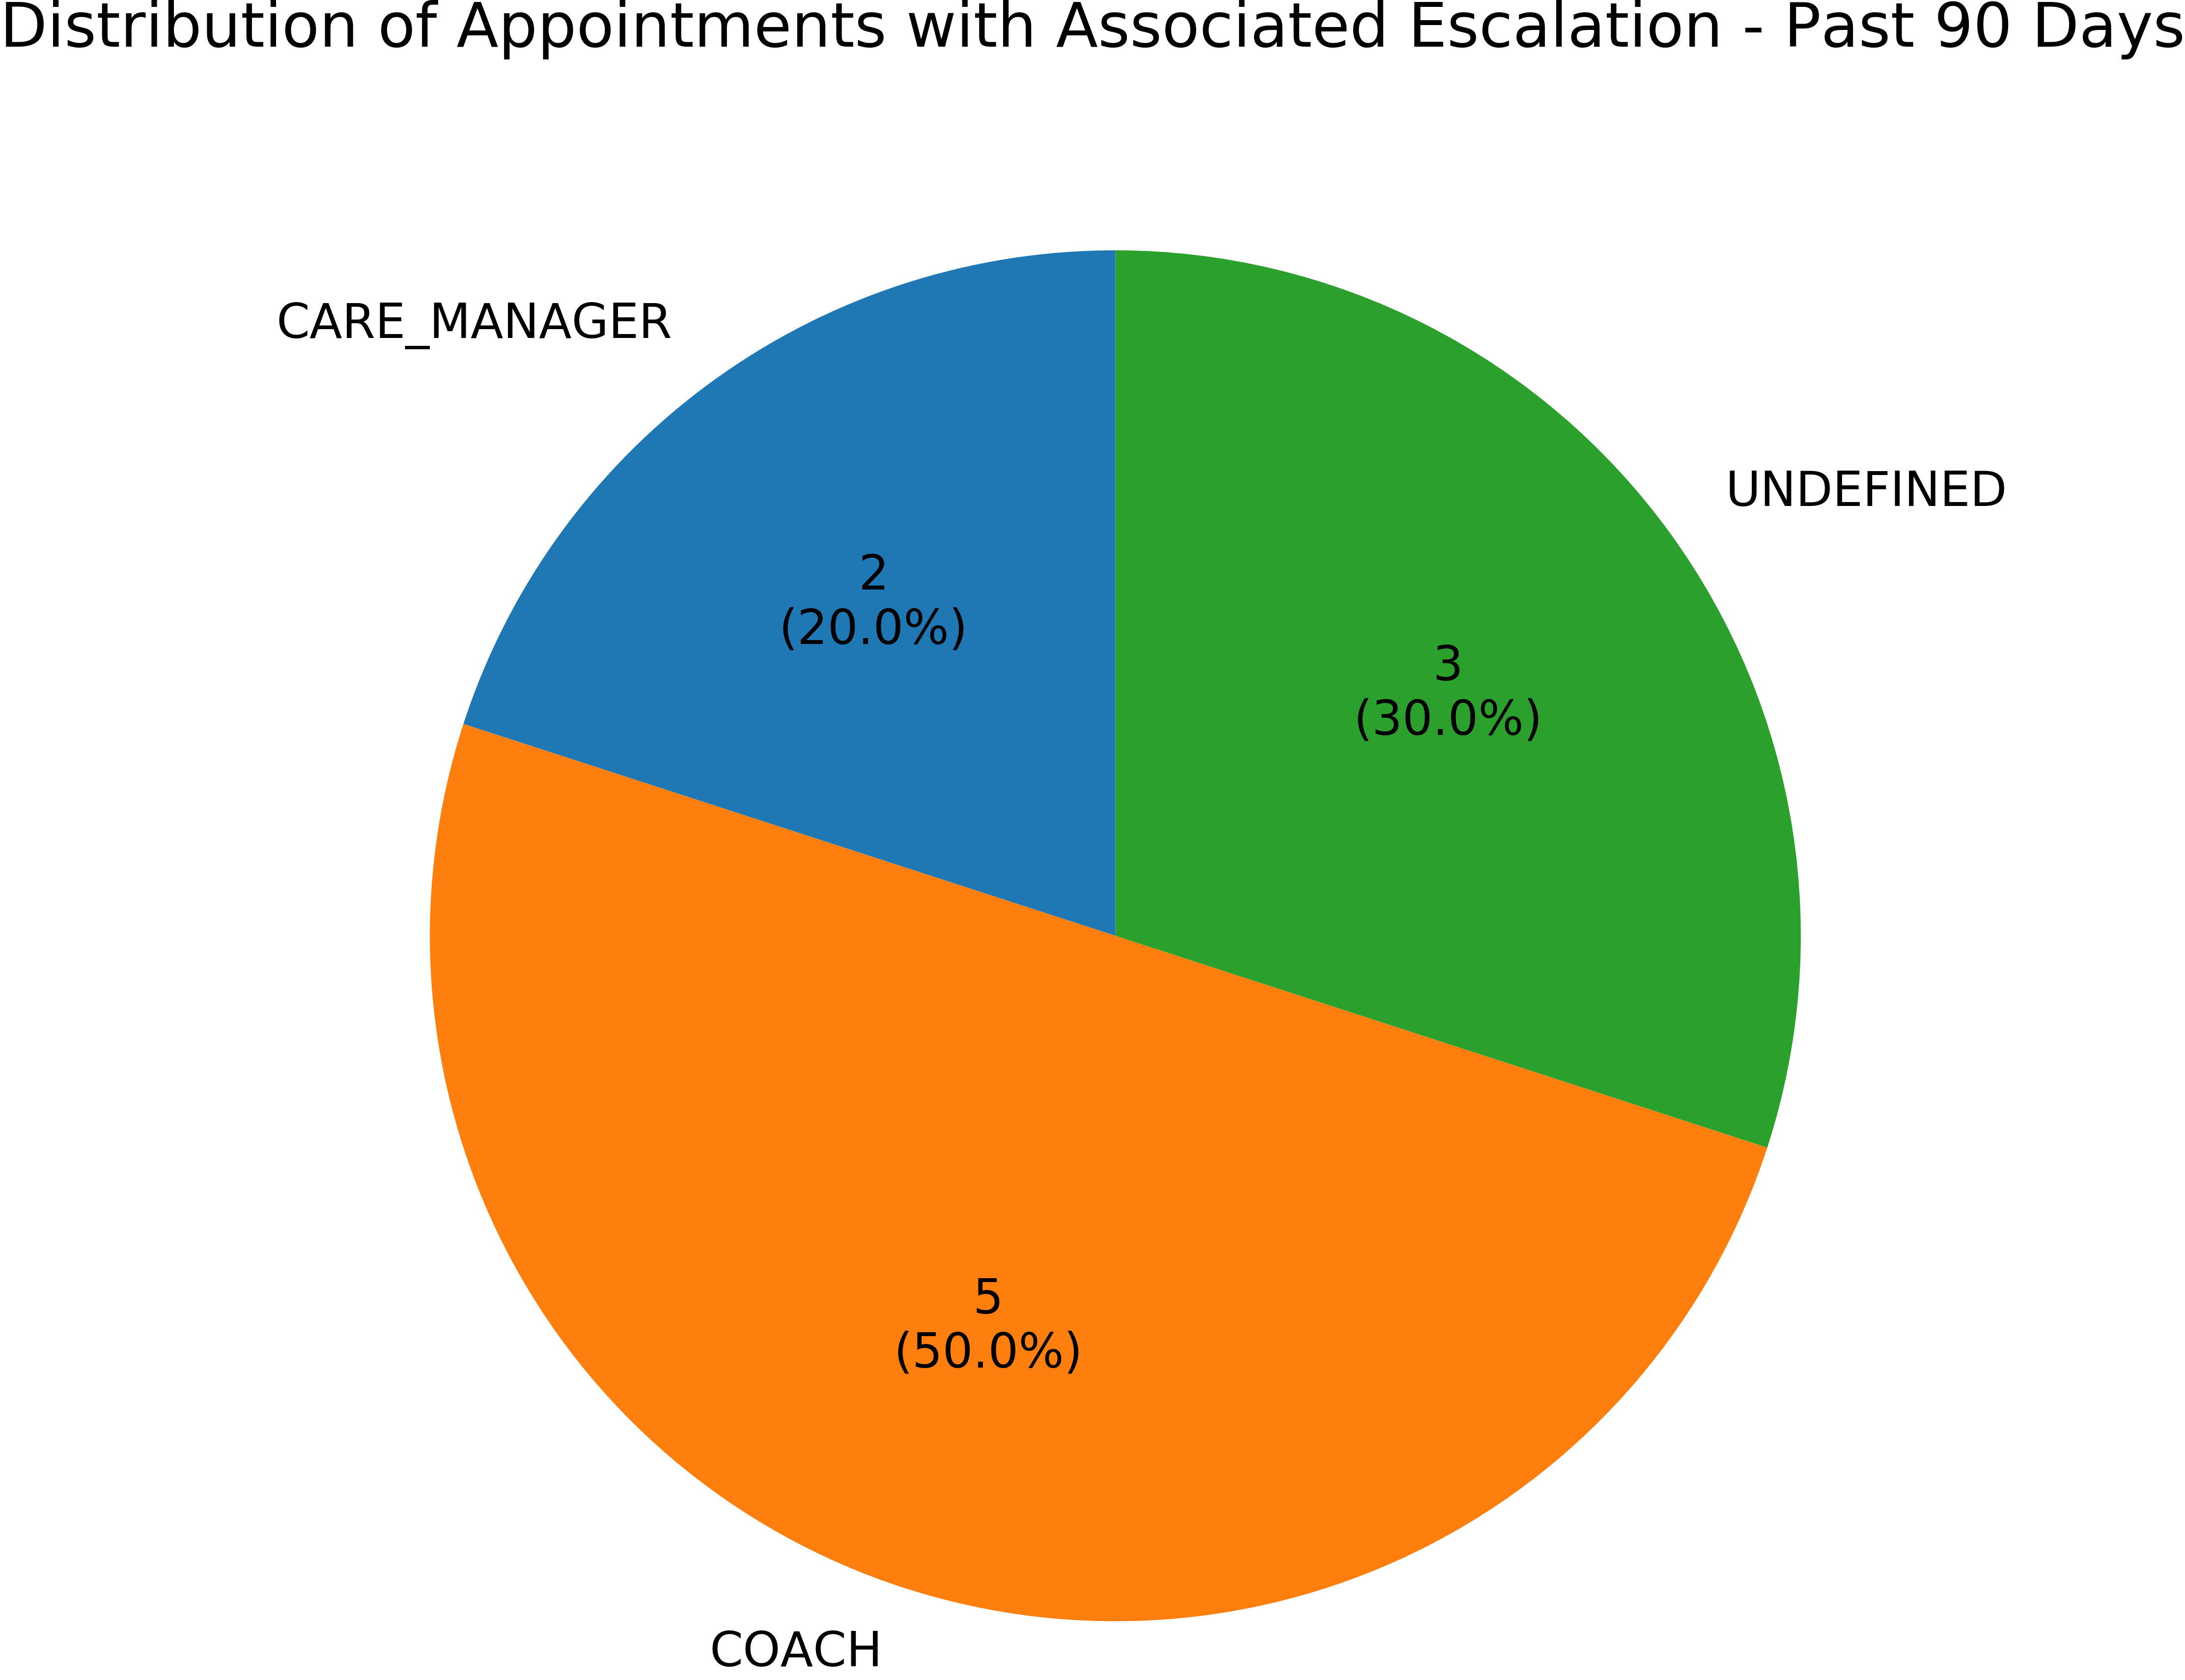 Distribution of Appointments with Associated Escalation - Past 90 Days
CARE_MANAGER
UNDEFINED
2
(20.0%)
3
(30.0%)
5
(50.0%)
COACH